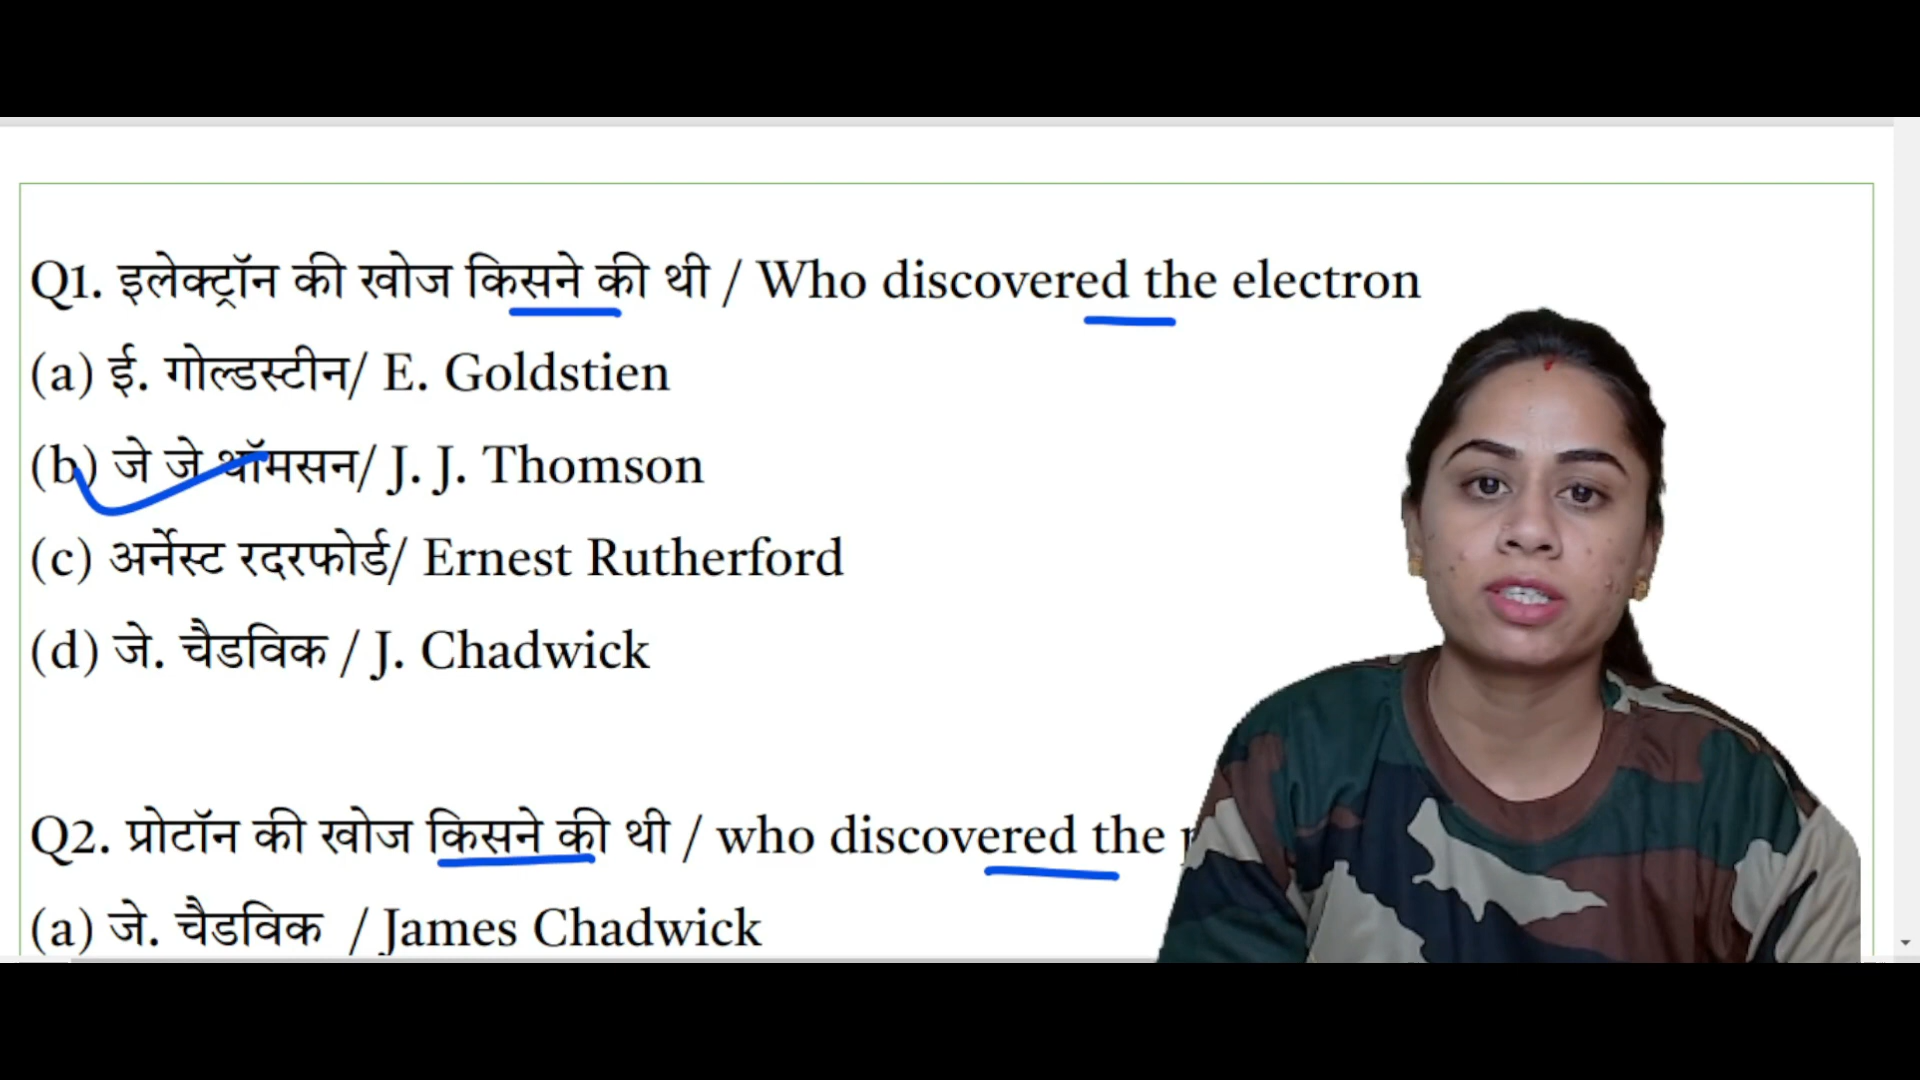 Q1. इलेक्ट्रॉन की खोज किसने की थी / Who discovered the electron
(a) ई. गोल्डस्टीन/ E. Goldstien
(b) जे जे थॉमसन/ J. J. Thomson
(c) अर्नेस्ट रदरफोर्ड/ Ernest Rutherford
(d) जे. चैडविक / J. Chadwick
Q2. प्रोटॉन की खोज किसने की थी / who discovered the
(a) जे. चैडविक / James Chadwick